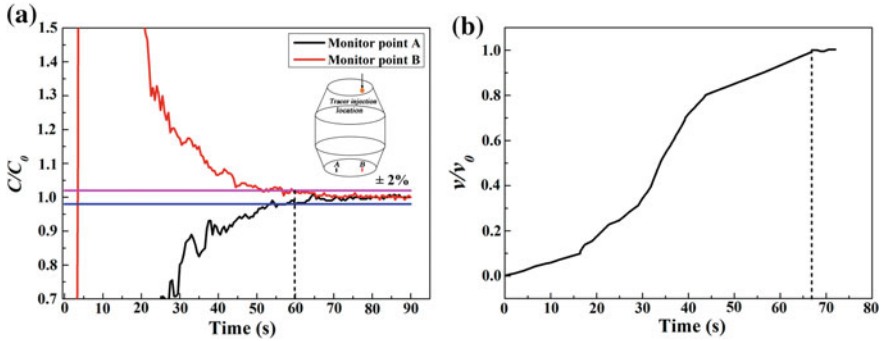 (a)
1.5
1.4
1.3
1.2
1.1
1.0
0.9
0.8
0.7
C/C0
Monitor point A
Monitor point B
Tracer injection
location
A B
± 2%
0 10 20 30 40 50 60 70 80 90
Time (s)
(b)
1.0
0.8
0.6
0.4
0.2
0.0
v/v0
0 10 20 30 40 50 60 70 80
Time (s)